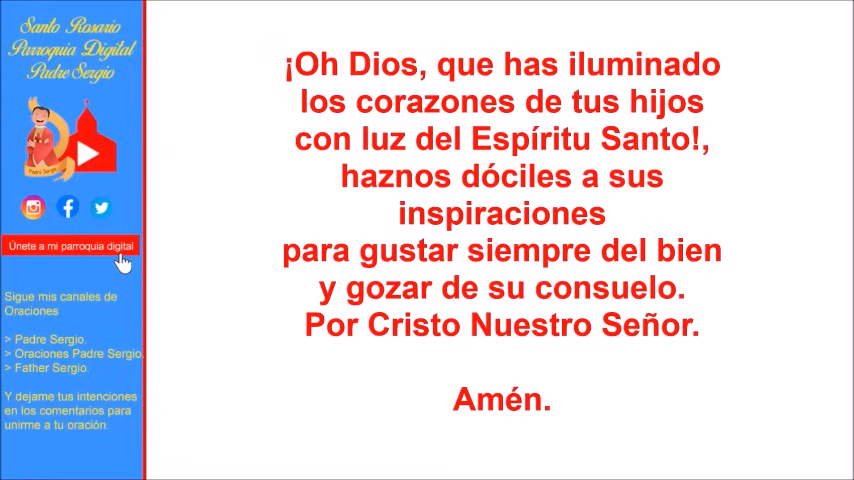 Santo Rosario
Parroquia Digital
Padre Sergio
Padre Sergio
Únete a mi parroquia digital
Sigue mis canales de
Oraciones
> Padre Sergio.
> Oraciones Padre Sergio.
> Father Sergio.
Y dejame tus intenciones
en los comentarios para
unirme a tu oración.
¡Oh Dios, que has iluminado
los corazones de tus hijos
con luz del Espíritu Santo!,
haznos dóciles a sus
inspiraciones
para gustar siempre del bien
y gozar de su consuelo.
Por Cristo Nuestro Señor.
Amén.